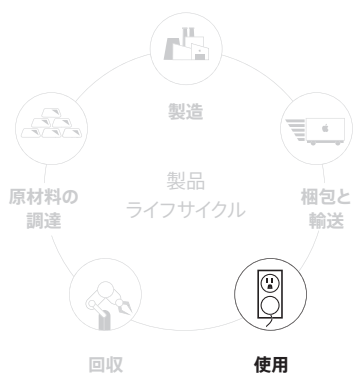 製造
原材料の
調達
製品
ライフサイクル
梱包と
輸送
回収
使用